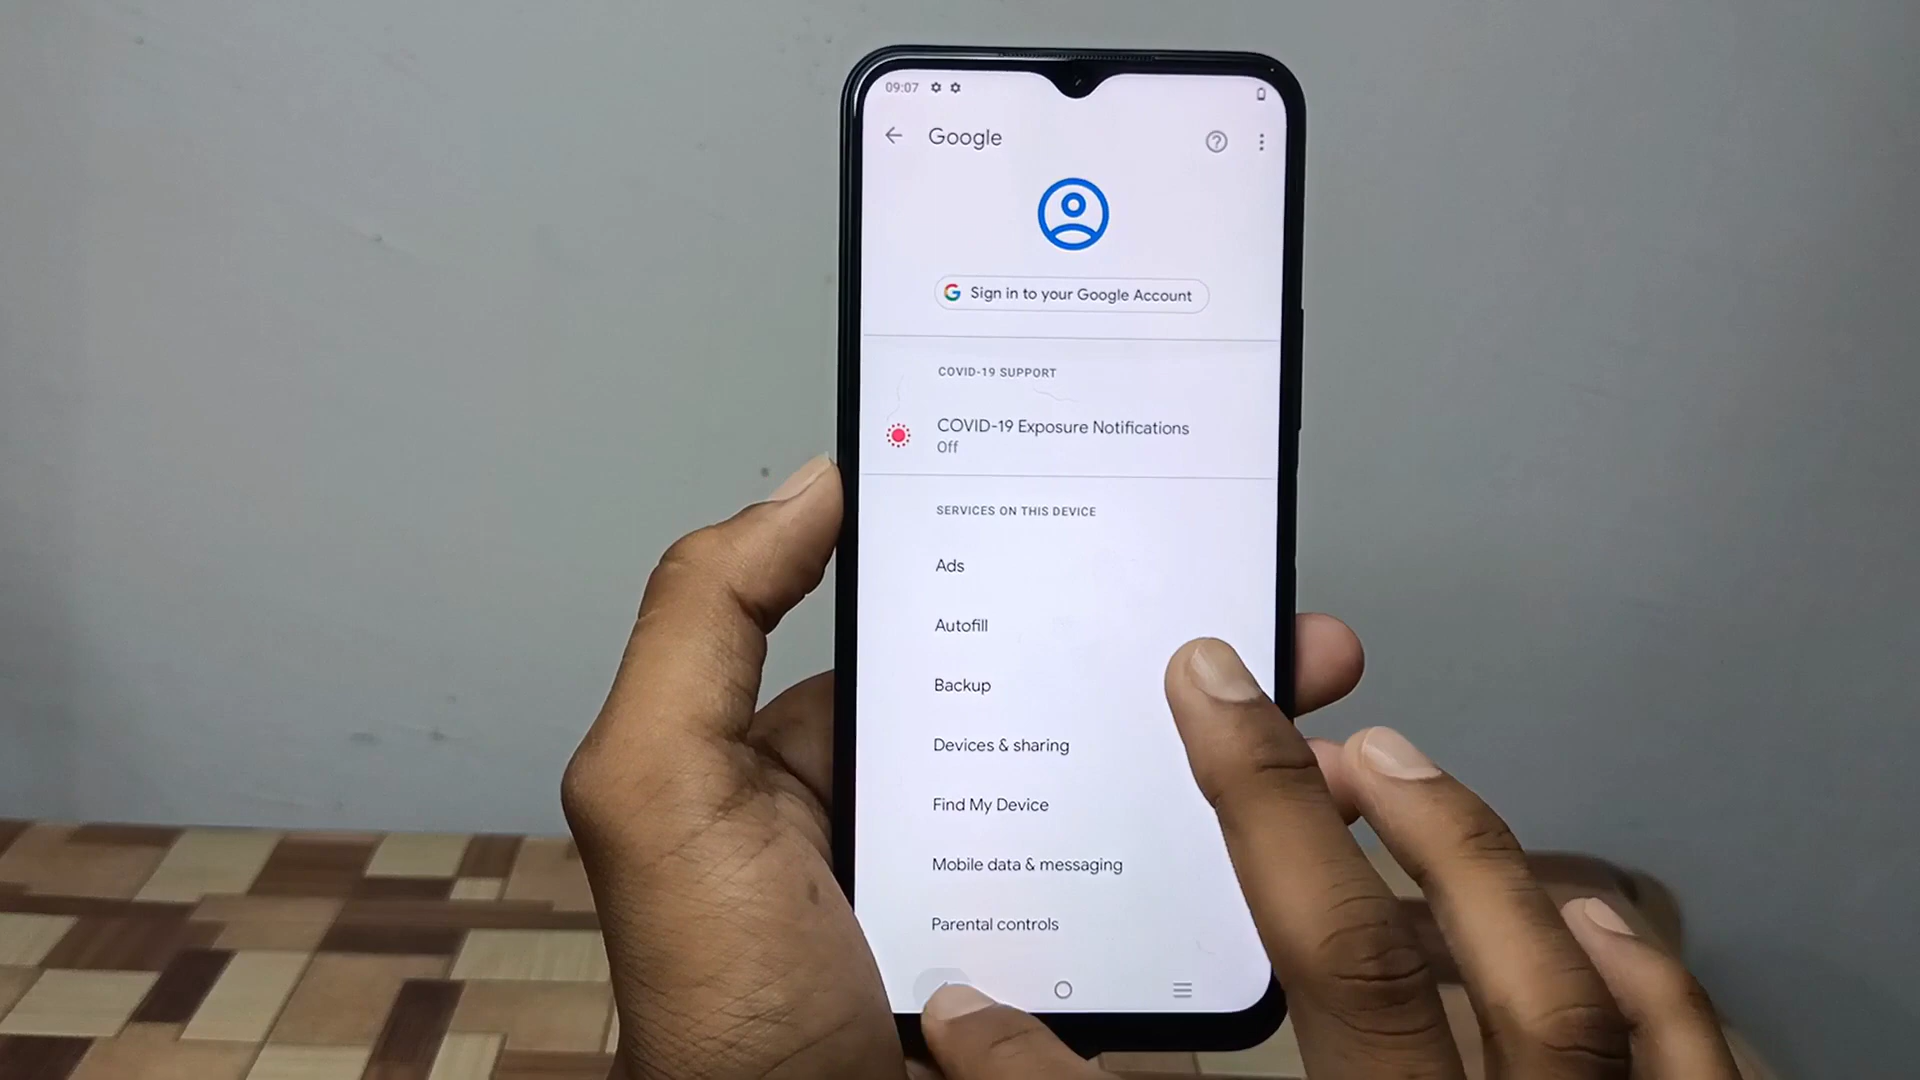 09:07
Google
Sign in to your Google Account
COVID-19 SUPPORT
COVID-19 Exposure Notifications
Off
SERVICES ON THIS DEVICE
Ads
Autofill
Backup
Devices & sharing
Find My Device
Mobile data & messaging
Parental controls